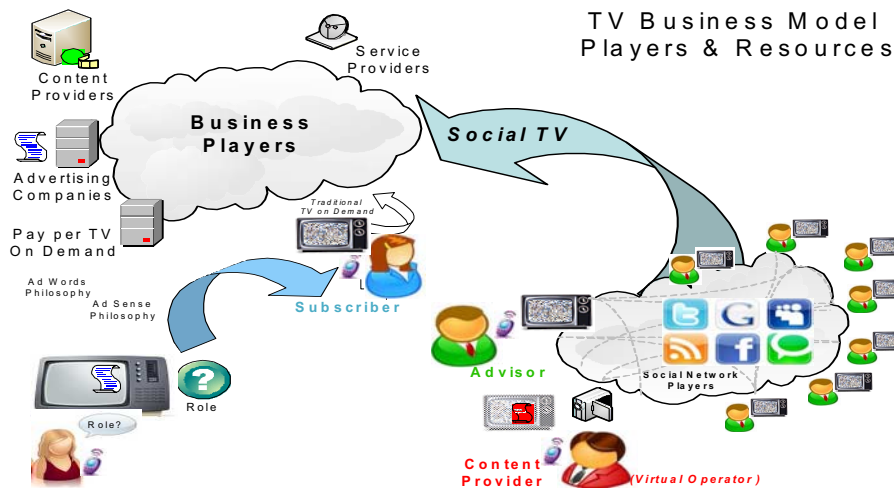 TV Business Model
Players & Resources
Content
Providers
Service
Providers
Business
Players
Social TV
Advertising
Companies
Traditional
TV on Demand
Pay per TV
On Demand
Ad Words
Philosophy
Ad Sense
Philosophy
L
Subscriber
Advisor
Social Network
Players
?
Role
Role?
Content
Provider
(Virtual Operator)